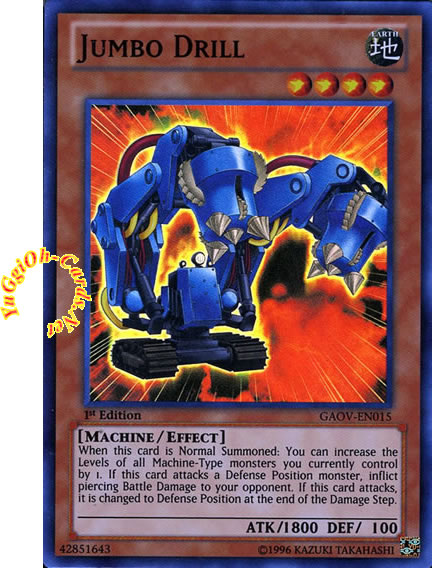 JUMBO DRILL
EARTH
地
YuGgiOh-Cards.Net
1st Edition
GAOV-EN015
[MACHINE/EFFECT]
When this card is Normal Summoned: You can increase the
Levels of all Machine-Type monsters you currently control
by 1. If this card attacks a Defense Position monster, inflict
piercing Battle Damage to your opponent. If this card attacks,
it is changed to Defense Position at the end of the Damage Step.
ATK/1800 DEF/ 100
42851643
©1996 KAZUKI TAKAHASHI